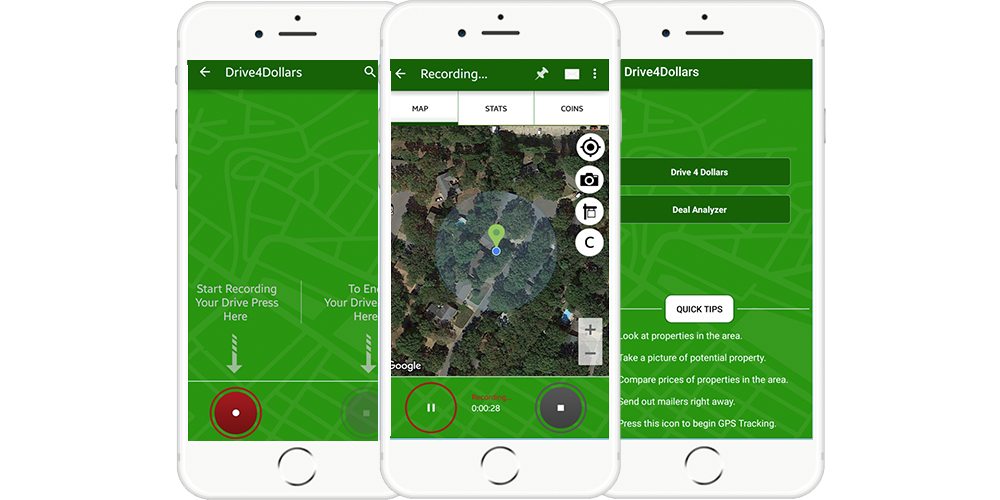 Drive4Dollars
Start Recording
Your Drive Press
Here
To End
Your Drive
Here
Recording...
MAP
STATS
COINS
C
+
−
Google
Recording...
0:00:28
Drive4Dollars
Drive 4 Dollars
Deal Analyzer
QUICK TIPS
Look at properties in the area.
Take a picture of potential property.
Compare prices of properties in the area.
Send out mailers right away.
Press this icon to begin GPS Tracking.